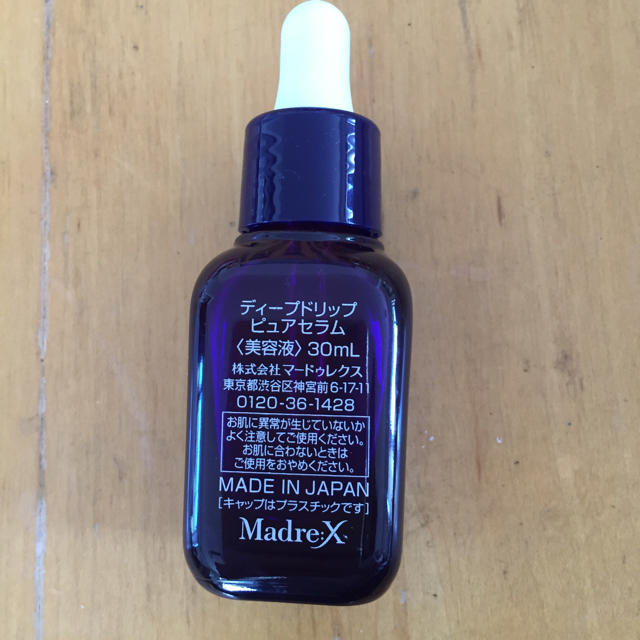 ディープドリップ
ピュアセラム
〈美容液〉30mL
株式会社 マードゥレクス
東京都渋谷区神宮前6-17-11
0120-36-1428
お肌に異常が生じていないか
よく注意してご使用ください。
お肌に合わないときは
ご使用をおやめください。
MADE IN JAPAN
[キャップはプラスチックです]
Madre:X